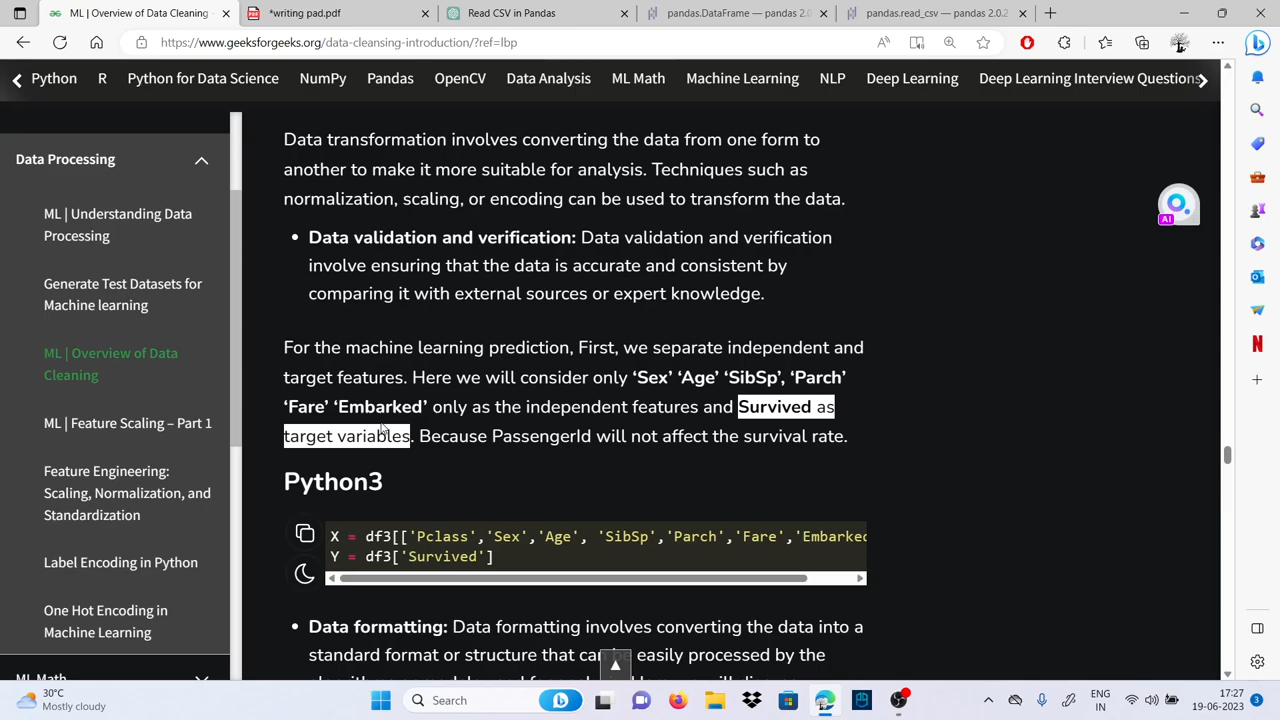 ML | Overview of Data Cleaning
*writing pad.pdf
Read CSV in Pandas
pandas.DataFrame — pandas 2.0.
pandas.read_csv — pandas 2.0.2
https://www.geeksforgeeks.org/data-cleansing-introduction/?ref=lbp
Python R Python for Data Science NumPy Pandas OpenCV Data Analysis ML Math Machine Learning NLP Deep Learning Deep Learning Interview Questions
Data Processing
ML | Understanding Data
Processing
Generate Test Datasets for
Machine learning
ML | Overview of Data
Cleaning
ML | Feature Scaling – Part 1
Feature Engineering:
Scaling, Normalization, and
Standardization
Label Encoding in Python
One Hot Encoding in
Machine Learning
ML Math
Data transformation involves converting the data from one form to
another to make it more suitable for analysis. Techniques such as
normalization, scaling, or encoding can be used to transform the data.
• Data validation and verification: Data validation and verification
involve ensuring that the data is accurate and consistent by
comparing it with external sources or expert knowledge.
For the machine learning prediction, First, we separate independent and
target features. Here we will consider only ‘Sex’ ‘Age’ ‘SibSp’, ‘Parch’
‘Fare’ ‘Embarked’ only as the independent features and Survived as
target variables. Because PassengerId will not affect the survival rate.
Python3
X = df3[['Pclass','Sex','Age', 'SibSp','Parch','Fare','Embarked
Y = df3['Survived']
• Data formatting: Data formatting involves converting the data into a
standard format or structure that can be easily processed by the
AI
30°C
Mostly cloudy
Search
ENG
IN
17:27
19-06-2023
3